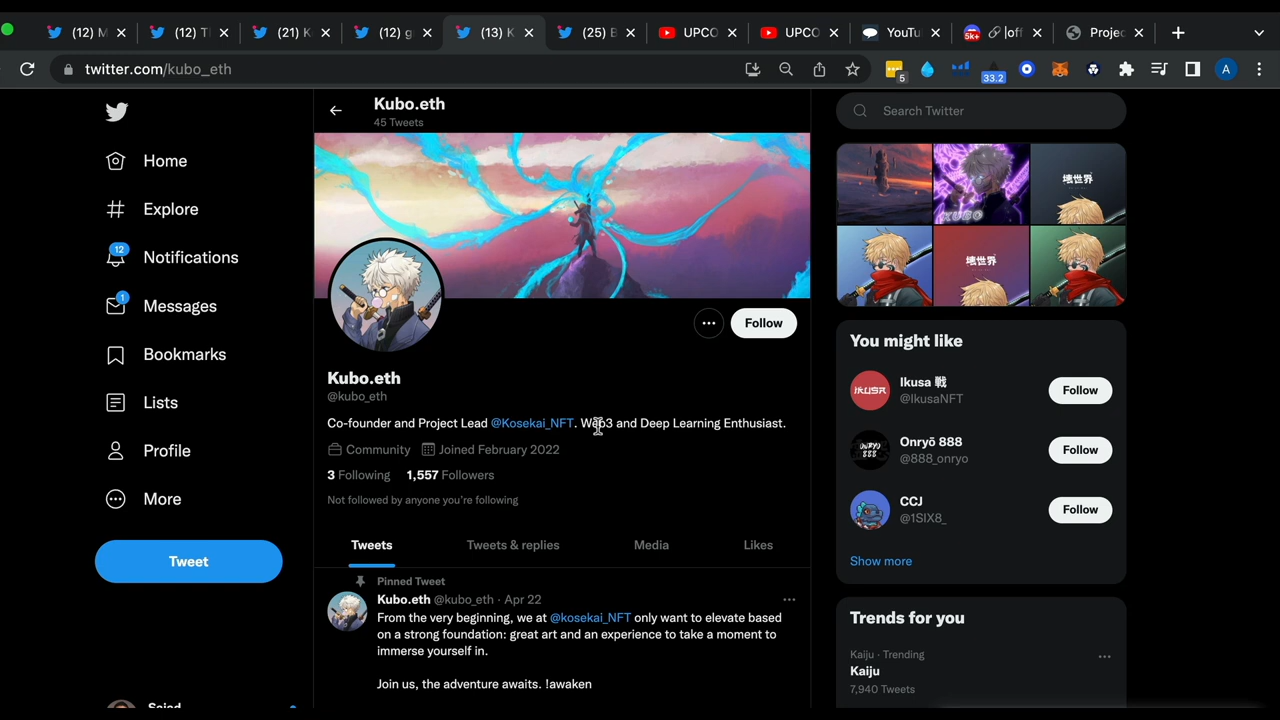 (12) M
(12) T
(21) K
(12) g
(13) K
(25) B
UPCO
UPCO
YouTu
|off
Projec
twitter.com/kubo_eth
5
33.2
A
Kubo.eth
45 Tweets
Search Twitter
Home
Explore
12
Notifications
1
Messages
Bookmarks
Lists
Profile
More
Tweet
KUBO
壊世界
壊世界
Follow
Kubo.eth
@kubo_eth
Co-founder and Project Lead @Kosekai_NFT. Web3 and Deep Learning Enthusiast.
Community Joined February 2022
3 Following 1,557 Followers
Not followed by anyone you're following
Tweets Tweets & replies Media Likes
Pinned Tweet
Kubo.eth @kubo_eth · Apr 22
From the very beginning, we at @kosekai_NFT only want to elevate based
on a strong foundation: great art and an experience to take a moment to
immerse yourself in.
Join us, the adventure awaits. !awaken
You might like
IKUSA
Ikusa 戦
@IkusaNFT
Follow
ONRYO
888
Onryō 888
@888_onryo
Follow
CCJ
@1SIX8_
Follow
Show more
Trends for you
Kaiju · Trending
Kaiju
7,940 Tweets